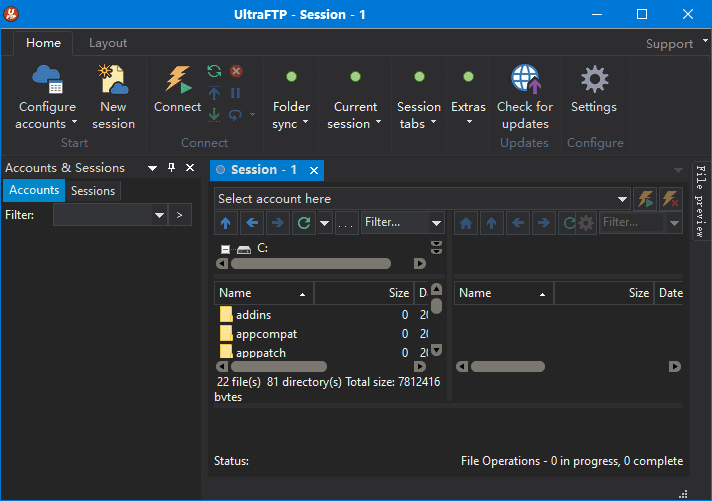 UltraFTP - Session - 1
Home Layout Support
Configure accounts
New session
Start
Connect
Connect
Folder sync
Current session
Session tabs
Extras
Check for updates
Updates
Settings
Configure
Accounts & Sessions
Accounts Sessions
Filter: >
Session - 1
Select account here
... Filter...
Filter...
C:
Name Size
addins 0 20
appcompat 0 20
apppatch 0 20
22 file(s) 81 directory(s) Total size: 7812416
bytes
Name Size Date
File preview
Status: File Operations - 0 in progress, 0 complete